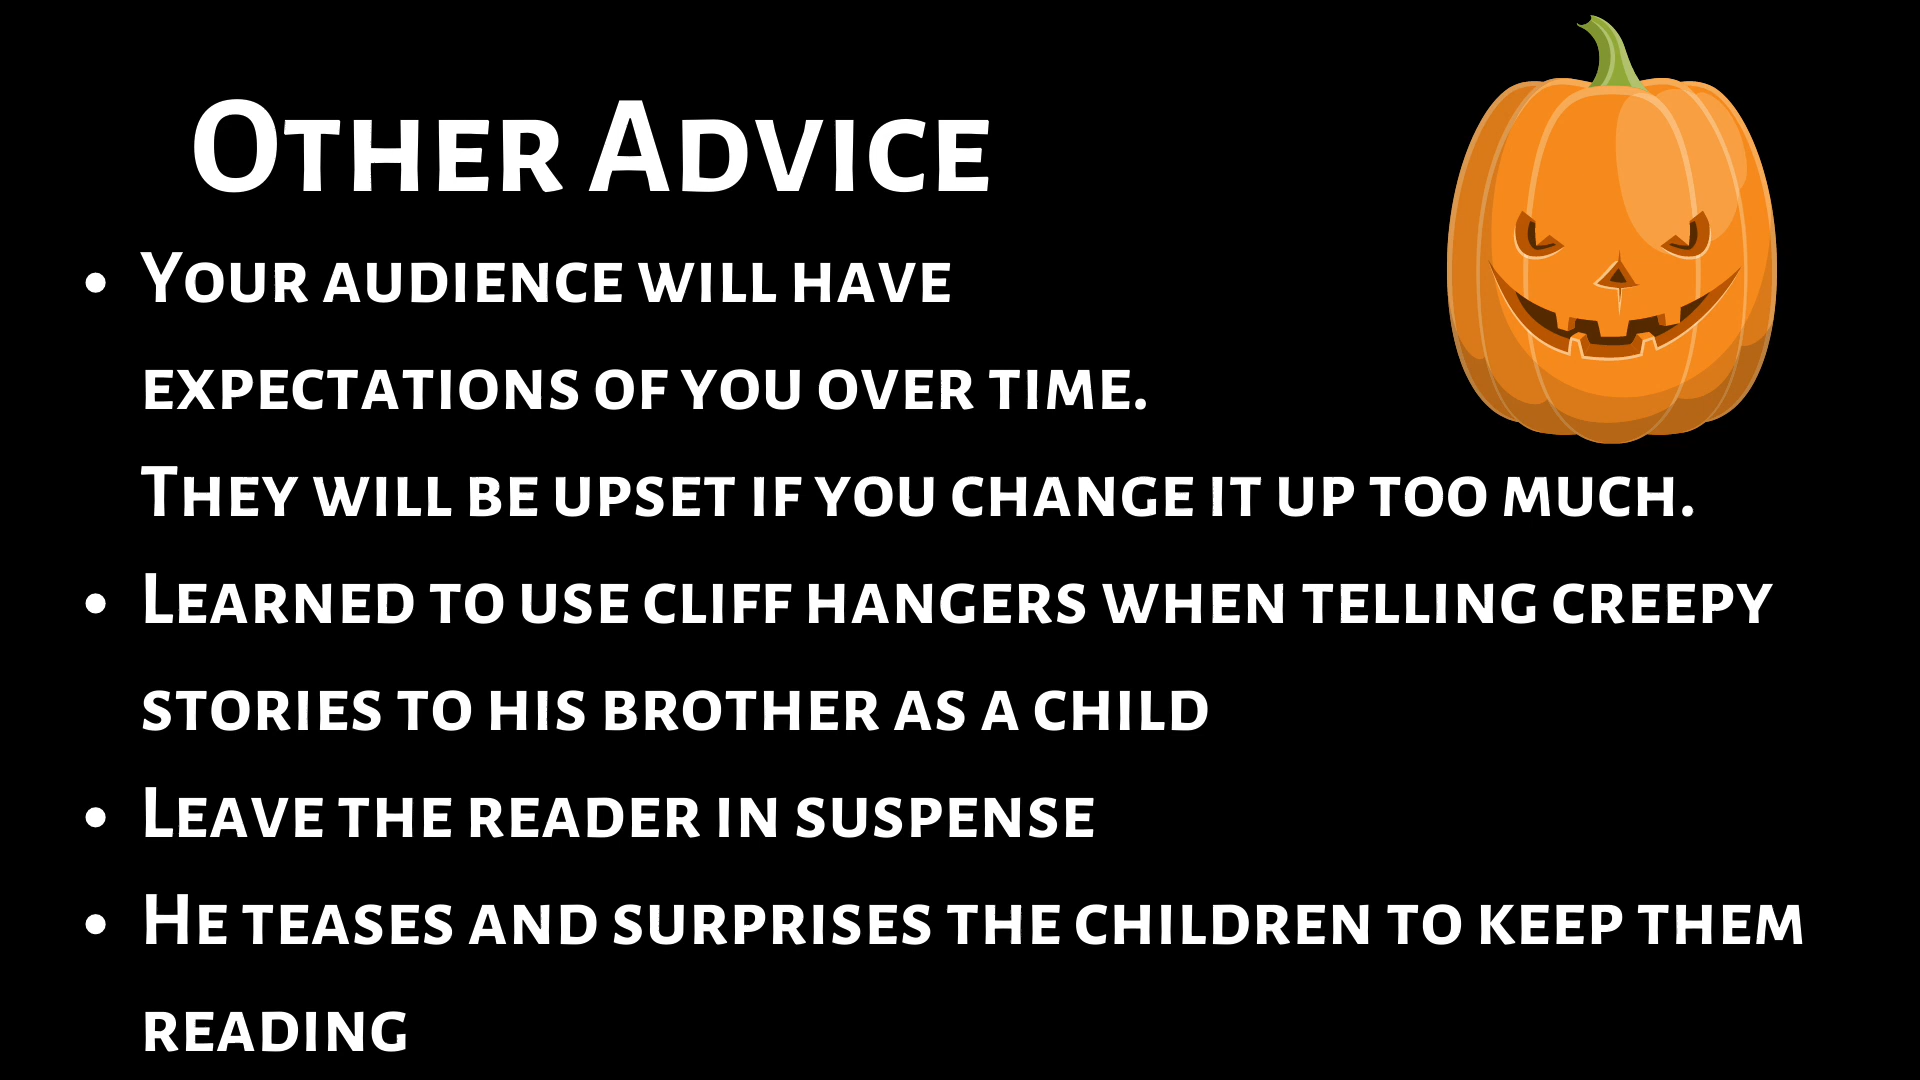 Other Advice
• Your audience will have
expectations of you over time.
They will be upset if you change it up too much.
• Learned to use cliff hangers when telling creepy
stories to his brother as a child
• Leave the reader in suspense
• He teases and surprises the children to keep them
reading